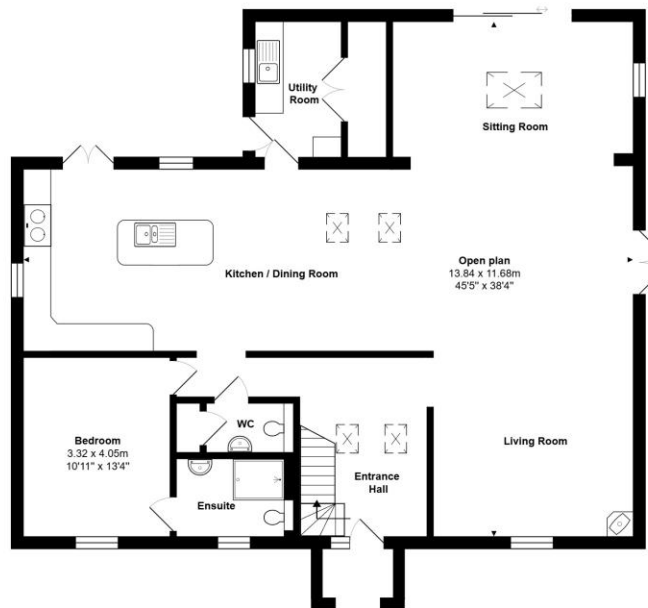 Utility
Room
Sitting Room
Kitchen / Dining Room
Open plan
13.84 x 11.68m
45'5" x 38'4"
Bedroom
3.32 x 4.05m
10'11" x 13'4"
WC
Ensuite
Entrance
Hall
Living Room